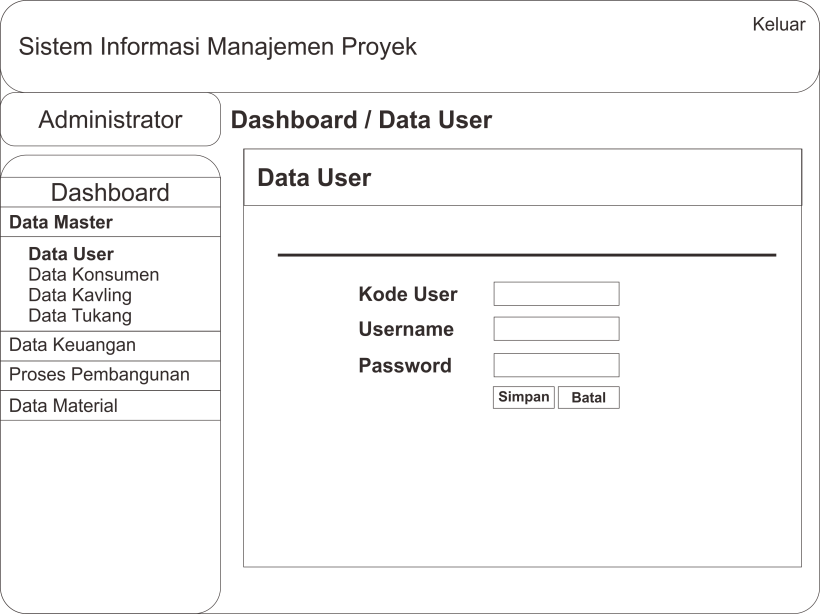 Keluar
Sistem Informasi Manajemen Proyek
Administrator
Dashboard / Data User
Dashboard
Data Master
Data User
Data Konsumen
Data Kavling
Data Tukang
Data Keuangan
Proses Pembangunan
Data Material
Data User
Kode User
Username
Password
Simpan Batal